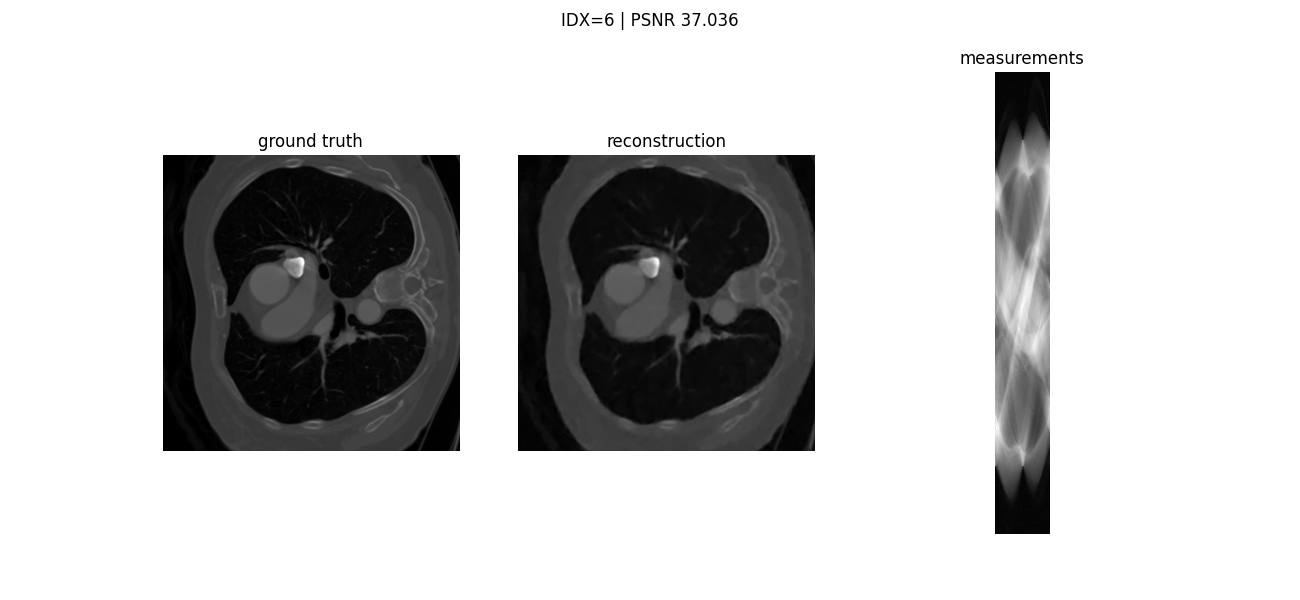 IDX=6 | PSNR 37.036
measurements
ground truth
reconstruction